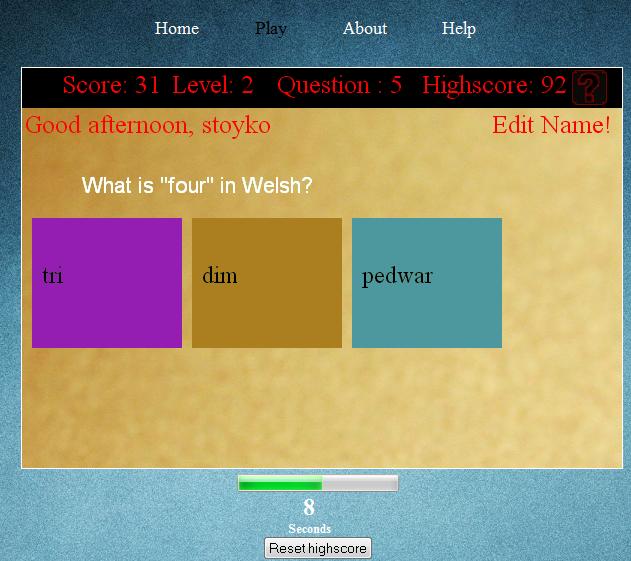 Home Play About Help
Score: 31 Level: 2 Question : 5 Highscore: 92 ?
Good afternoon, stoyko Edit Name!
What is "four" in Welsh?
tri dim pedwar
8
Seconds
Reset highscore